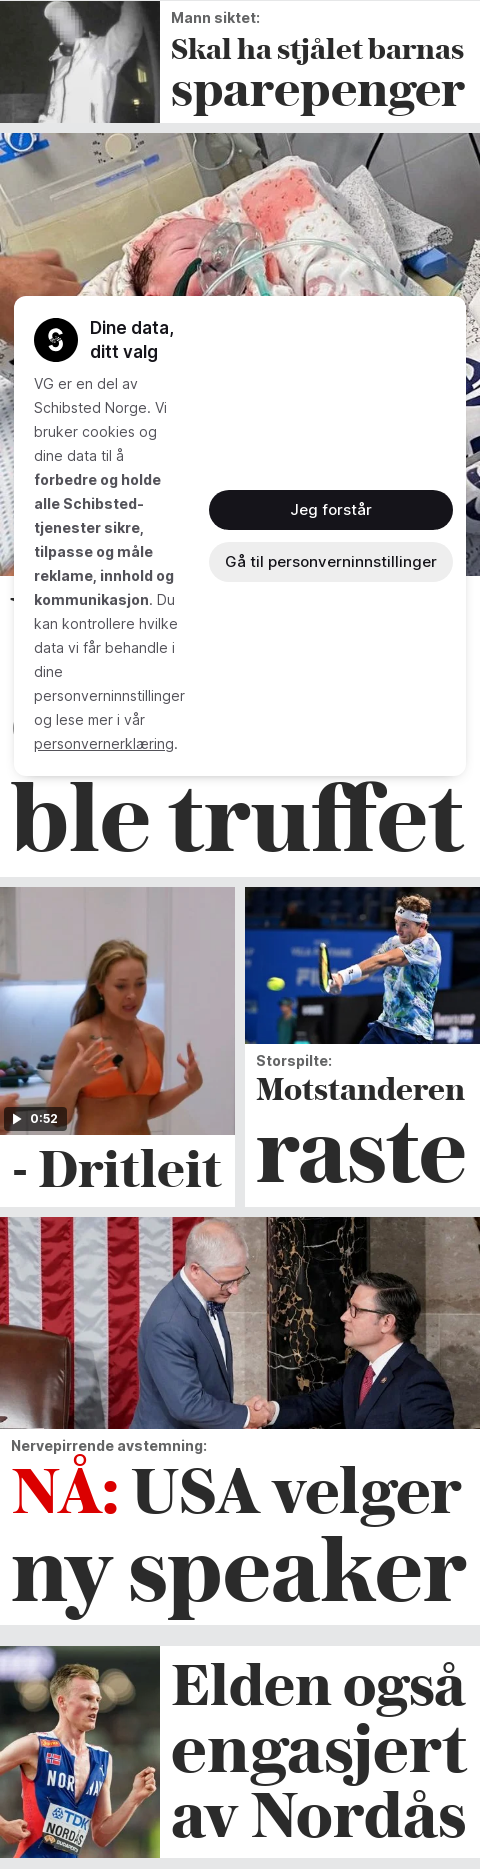 Mann siktet:
Skal ha stjålet barnas
sparepenger
Dine data,
ditt valg
VG er en del av
Schibsted Norge. Vi
bruker cookies og
dine data til å
forbedre og holde
alle Schibsted-
tjenester sikre,
tilpasse og måle
reklame, innhold og
kommunikasjon. Du
kan kontrollere hvilke
data vi får behandle i
dine
personverninnstillinger
og lese mer i vår
personvernerklæring.
Jeg forstår
Gå til personverninnstillinger
ble truffet
0:52
- Dritleit
Storspilte:
Motstanderen
raste
Nervepirrende avstemning:
NÅ: USA velger
ny speaker
TDK
NORDÅS
Elden også
engasjert
av Nordås